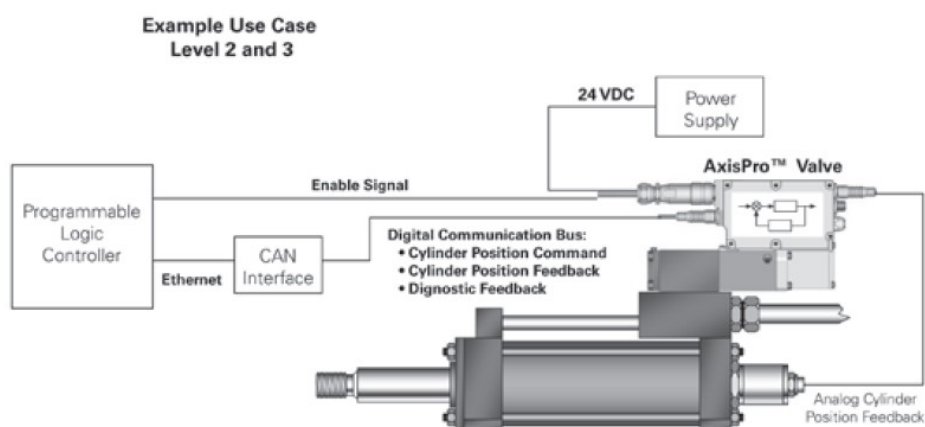 Example Use Case
Level 2 and 3
24 VDC
Power
Supply
AxisPro™ Valve
Enable Signal
Programmable
Logic
Controller
Ethernet
CAN
Interface
Digital Communication Bus:
• Cylinder Position Command
• Cylinder Position Feedback
• Dignostic Feedback
Analog Cylinder
Position Feedback